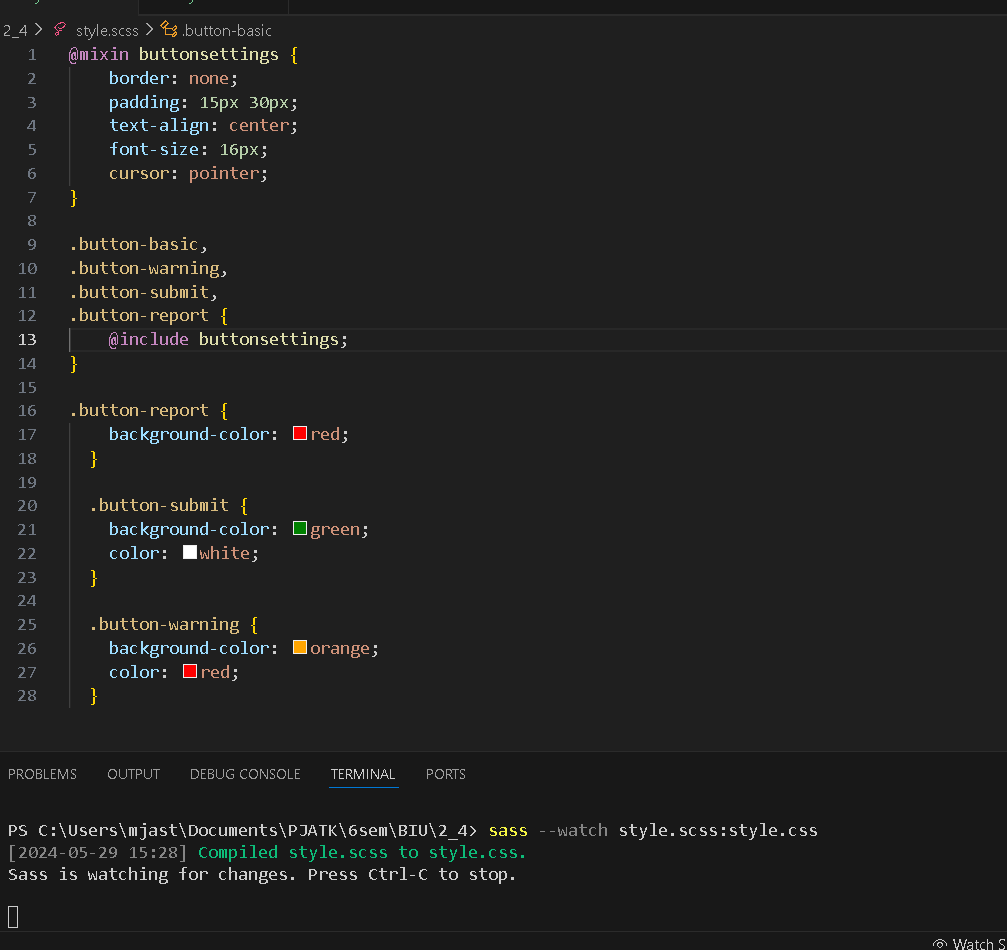 2_4 > style.scss > .button-basic
1 @mixin buttonsettings {
2 border: none;
3 padding: 15px 30px;
4 text-align: center;
5 font-size: 16px;
6 cursor: pointer;
7 }
8
9 .button-basic,
10 .button-warning,
11 .button-submit,
12 .button-report {
13 @include buttonsettings;
14 }
15
16 .button-report {
17 background-color: red;
18 }
19
20 .button-submit {
21 background-color: green;
22 color: white;
23 }
24
25 .button-warning {
26 background-color: orange;
27 color: red;
28 }
PROBLEMS OUTPUT DEBUG CONSOLE TERMINAL PORTS
PS C:\Users\mjast\Documents\PJATK\6sem\BIU\2_4> sass --watch style.scss:style.css
[2024-05-29 15:28] Compiled style.scss to style.css.
Sass is watching for changes. Press Ctrl-C to stop.
Watch S